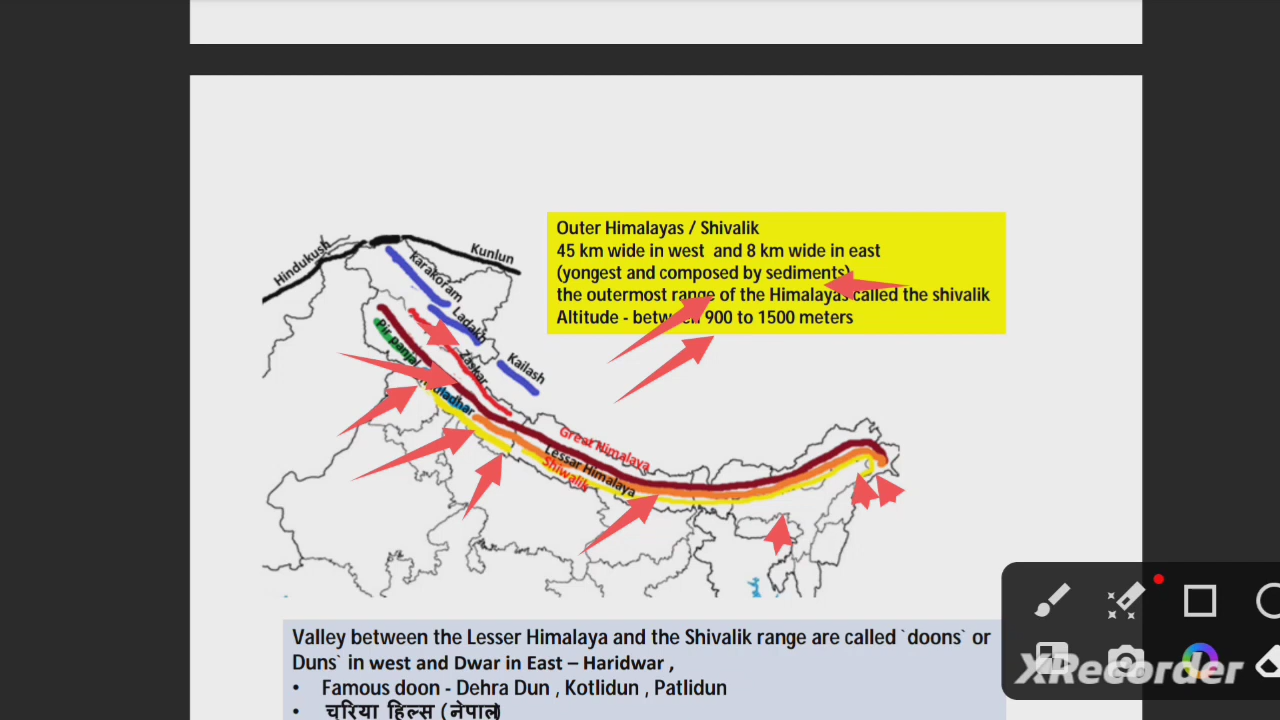 Outer Himalayas / Shivalik
45 km wide in west and 8 km wide in east
(yongest and composed by sediments)
the outermost range of the Himalayas called the shivalik
Altitude - between 900 to 1500 meters
Hindukush
Kunlun
Karakoram
Ladakh
Pir panjal
Zaskar
Kailash
Great Himalaya
Lessar Himalaya
Shiwalik
Valley between the Lesser Himalaya and the Shivalik range are called `doons` or
Duns` in west and Dwar in East – Haridwar ,
• Famous doon - Dehra Dun , Kotlidun , Patlidun
• चुरिया हिल्स (नेपाल)
XRecorder